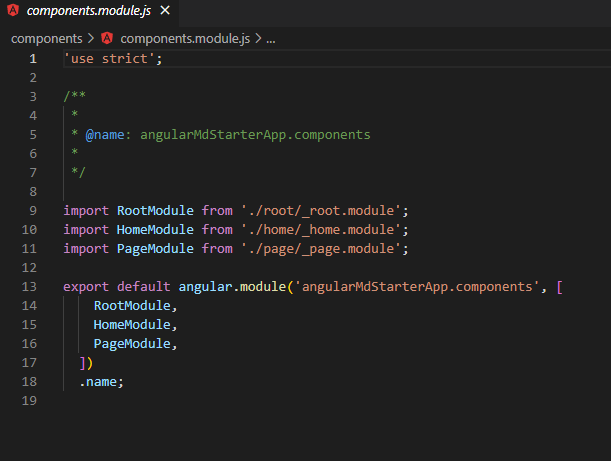 components.module.js ×
components > components.module.js > ...
1 'use strict';
2
3 /**
4 *
5 * @name: angularMdStarterApp.components
6 *
7 */
8
9 import RootModule from './root/_root.module';
10 import HomeModule from './home/_home.module';
11 import PageModule from './page/_page.module';
12
13 export default angular.module('angularMdStarterApp.components', [
14 RootModule,
15 HomeModule,
16 PageModule,
17 ])
18 .name;
19